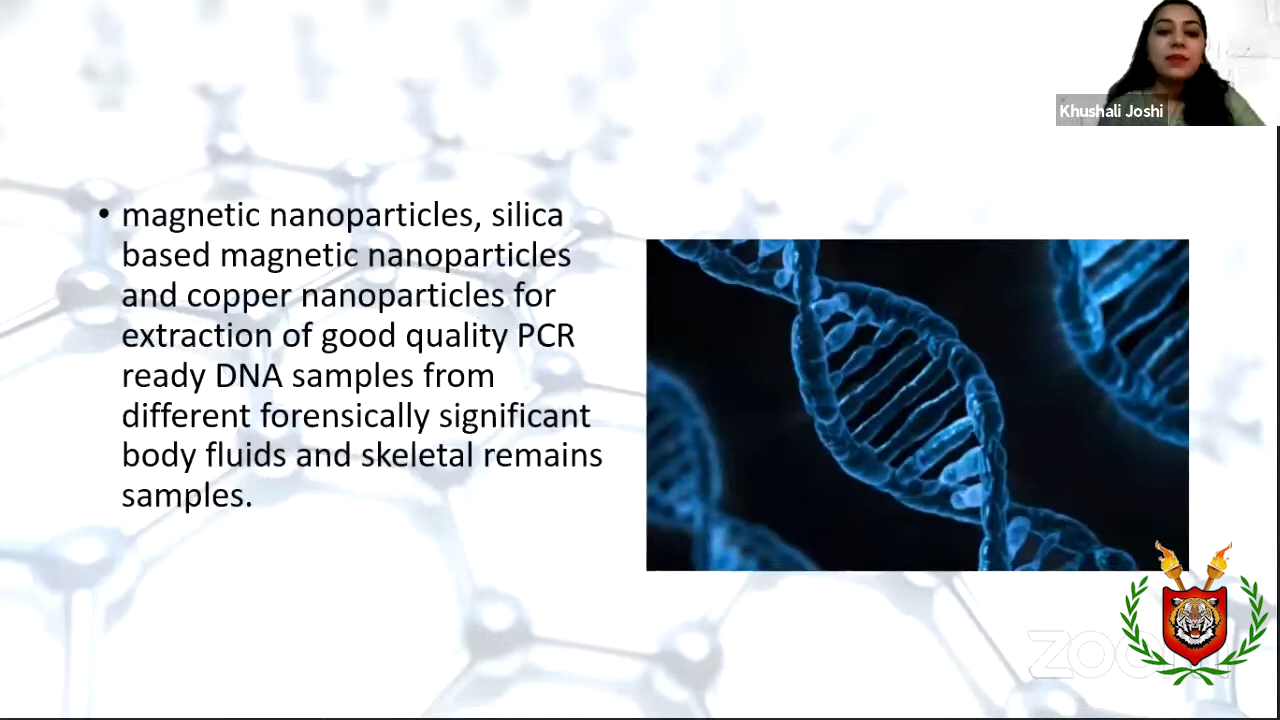 Khushali Joshi
• magnetic nanoparticles, silica
based magnetic nanoparticles
and copper nanoparticles for
extraction of good quality PCR
ready DNA samples from
different forensically significant
body fluids and skeletal remains
samples.
zoom